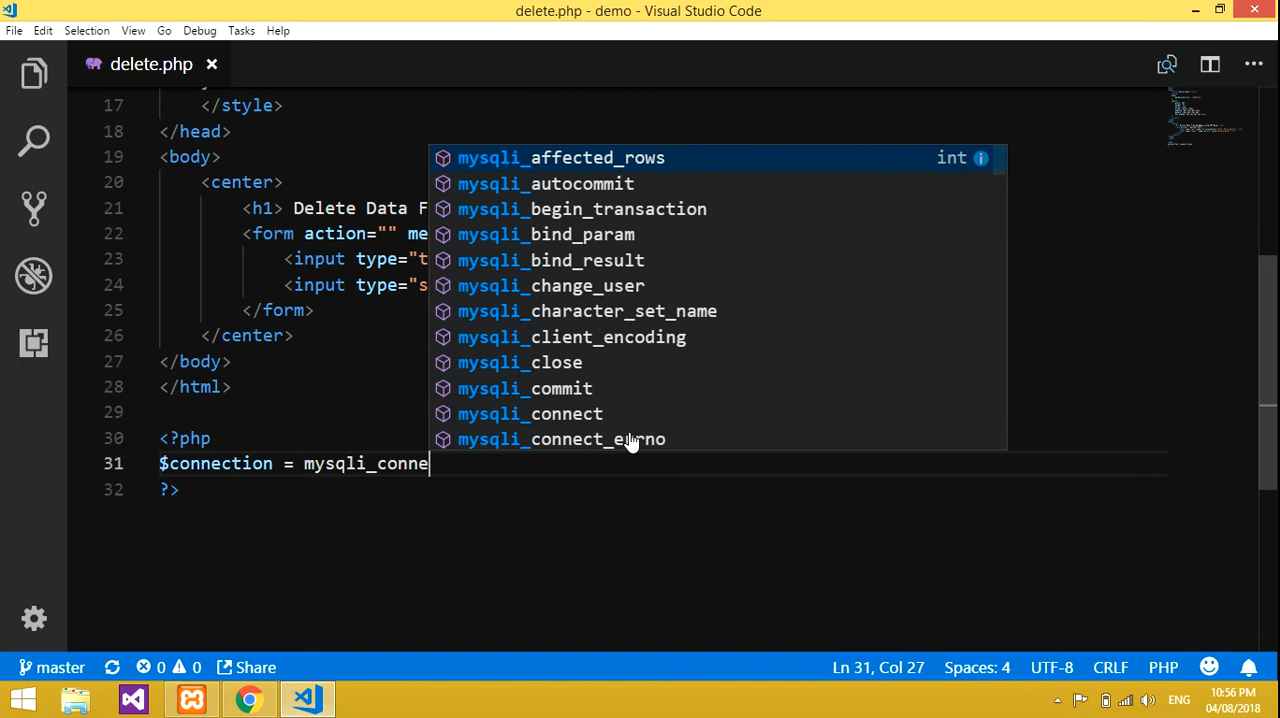 delete.php - demo - Visual Studio Code
File Edit Selection View Go Debug Tasks Help
delete.php
17 </style>
18 </head>
19 <body>
20 <center>
21 <h1> Delete Data F
22 <form action="" me
23 <input type="t
24 <input type="s
25 </form>
26 </center>
27 </body>
28 </html>
29
30 <?php
31 $connection = mysqli_conne
32 ?>
mysqli_affected_rows int
mysqli_autocommit
mysqli_begin_transaction
mysqli_bind_param
mysqli_bind_result
mysqli_change_user
mysqli_character_set_name
mysqli_client_encoding
mysqli_close
mysqli_commit
mysqli_connect
mysqli_connect_errno
master 0 0 Share Ln 31, Col 27 Spaces: 4 UTF-8 CRLF PHP
ENG 10:56 PM
04/08/2018